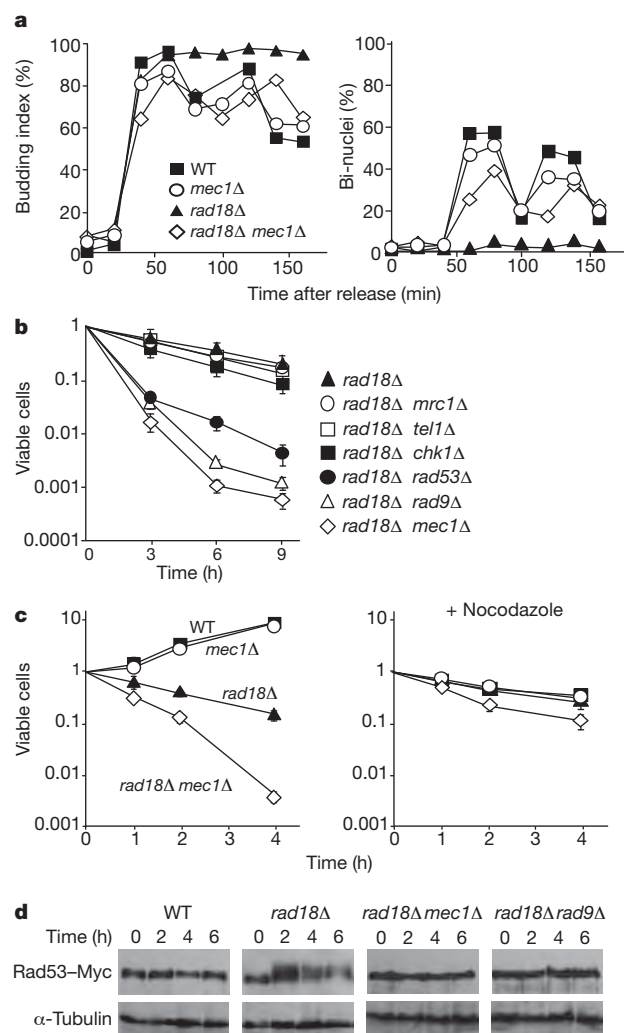 a
Budding index (%)
100
80
60
40
20
0
WT
mec1Δ
rad18Δ
rad18Δ mec1Δ
0 50 100 150
Bi-nuclei (%)
100
80
60
40
20
0
0 50 100 150
Time after release (min)
b
Viable cells
1
0.1
0.01
0.001
0.0001
0 3 6 9
Time (h)
rad18Δ
rad18Δ mrc1Δ
rad18Δ tel1Δ
rad18Δ chk1Δ
rad18Δ rad53Δ
rad18Δ rad9Δ
rad18Δ mec1Δ
c
Viable cells
10
1
0.1
0.01
0.001
WT
mec1Δ
rad18Δ
rad18Δ mec1Δ
0 1 2 3 4
+ Nocodazole
10
1
0.1
0.01
0.001
0 1 2 3 4
Time (h)
d
WT rad18Δ rad18Δ mec1Δ rad18Δ rad9Δ
Time (h) 0 2 4 6 0 2 4 6 0 2 4 6 0 2 4 6
Rad53–Myc
α-Tubulin